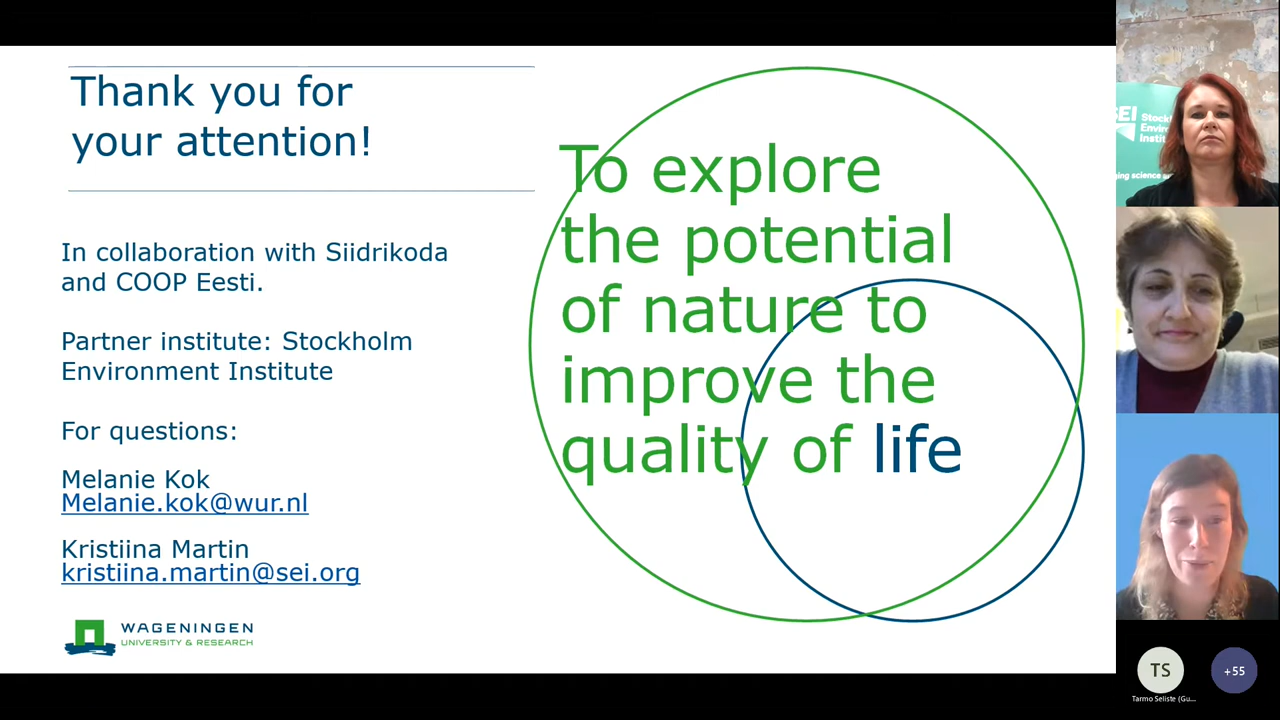 Thank you for
your attention!
In collaboration with Siidrikoda
and COOP Eesti.
Partner institute: Stockholm
Environment Institute
For questions:
Melanie Kok
Melanie.kok@wur.nl
Kristiina Martin
kristiina.martin@sei.org
WAGENINGEN
UNIVERSITY & RESEARCH
To explore
the potential
of nature to
improve the
quality of life
SEI
TS
+55
Tarmo Seliste (Gu...